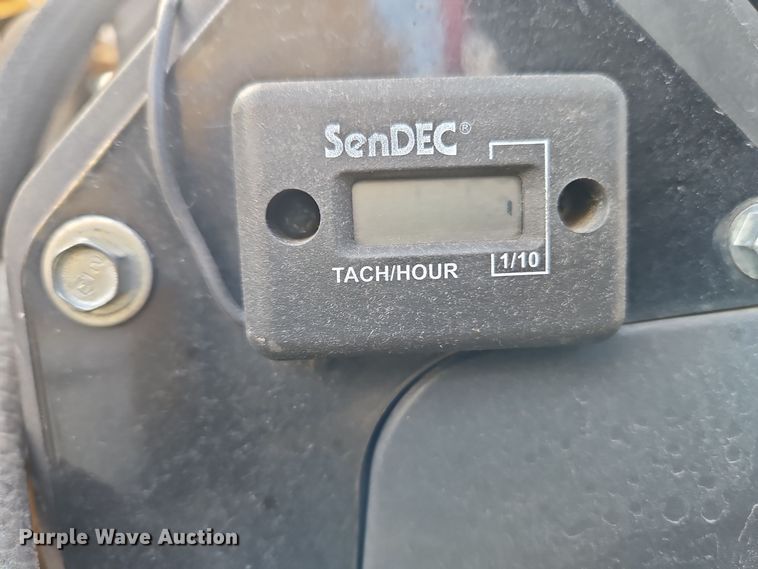 SenDEC®
TACH/HOUR
1/10
Purple Wave Auction